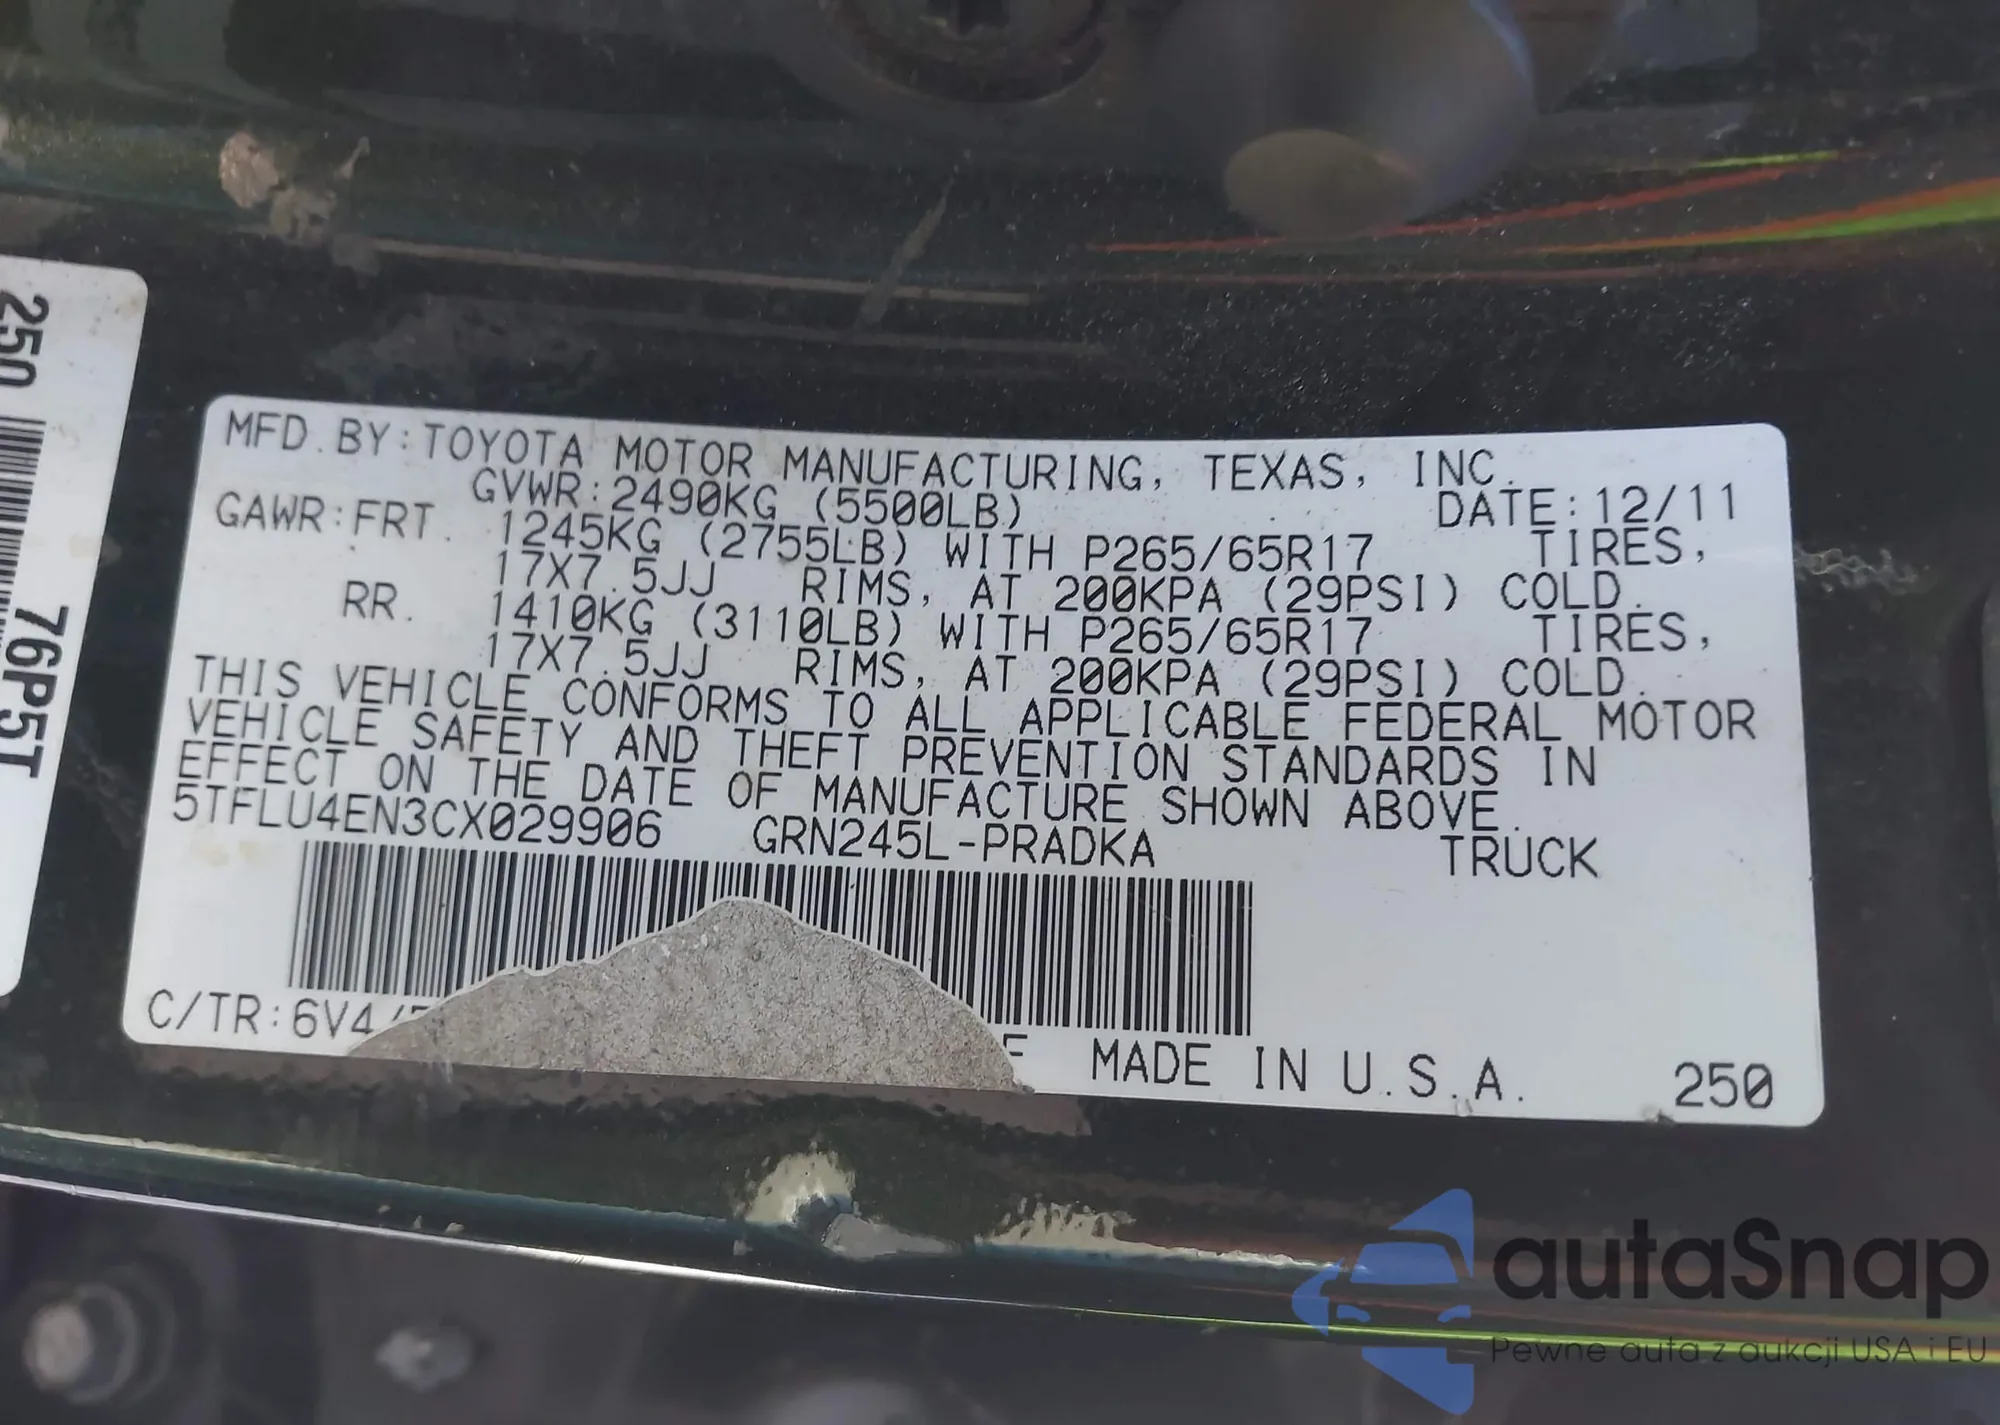 250
76P5T
MFD.BY:TOYOTA MOTOR MANUFACTURING, TEXAS, INC.
GVWR:2490KG (5500LB) DATE:12/11
GAWR:FRT. 1245KG (2755LB) WITH P265/65R17 TIRES,
17X7.5JJ RIMS, AT 200KPA (29PSI) COLD.
RR. 1410KG (3110LB) WITH P265/65R17 TIRES,
17X7.5JJ RIMS, AT 200KPA (29PSI) COLD.
THIS VEHICLE CONFORMS TO ALL APPLICABLE FEDERAL MOTOR
VEHICLE SAFETY AND THEFT PREVENTION STANDARDS IN
EFFECT ON THE DATE OF MANUFACTURE SHOWN ABOVE.
5TFLU4EN3CX029906 GRN245L-PRADKA TRUCK
C/TR:6V4/ MADE IN U.S.A. 250
autaSnap
Pewne auta z aukcji USA i EU